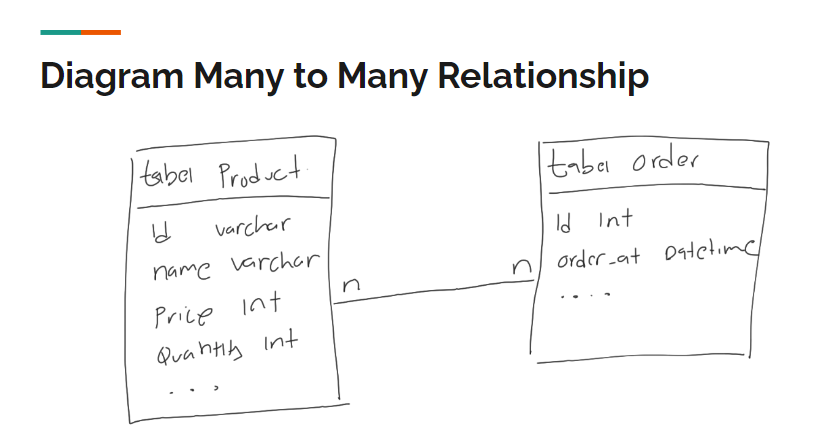 Diagram Many to Many Relationship
tabel Product
Id varchar
name varchar
Price Int
Quantity Int
....
n
tabel order
Id Int
order_at Datetime
....
n